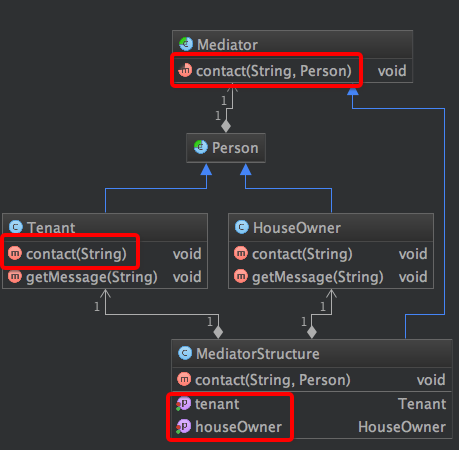 Mediator
contact(String, Person) void
1
1
Person
Tenant
contact(String) void
getMessage(String) void
HouseOwner
contact(String) void
getMessage(String) void
1
1
1
1
MediatorStructure
contact(String, Person) void
tenant Tenant
houseOwner HouseOwner